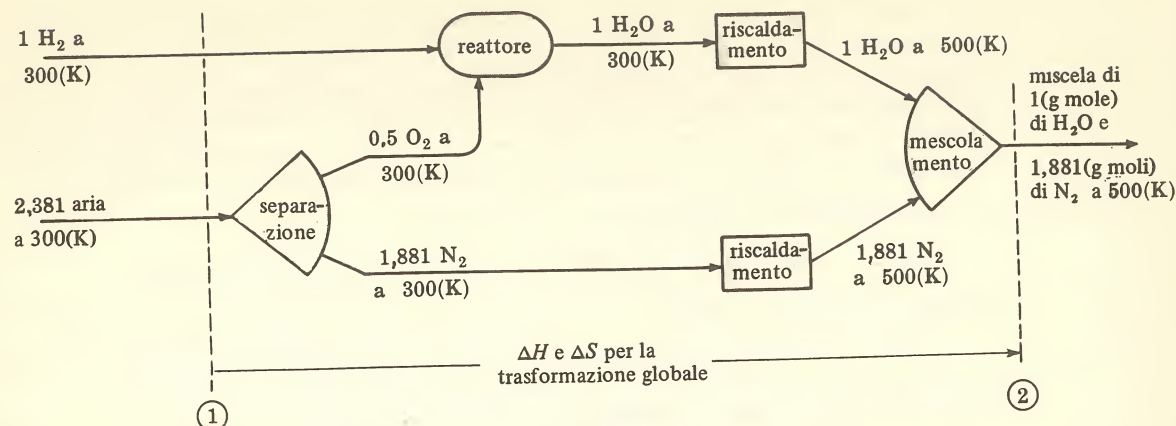 1 H₂ a
300(K)
reattore
1 H₂O a
300(K)
riscalda-
mento
1 H₂O a 500(K)
miscela di
1(g mole)
di H₂O e
1,881(g moli)
di N₂ a 500(K)
mescola
mento
0,5 O₂ a
300(K)
2,381 aria
a 300(K)
separa-
zione
1,881 N₂
a 300(K)
riscalda-
mento
1,881 N₂
a 500(K)
ΔH e ΔS per la
trasformazione globale
1
2